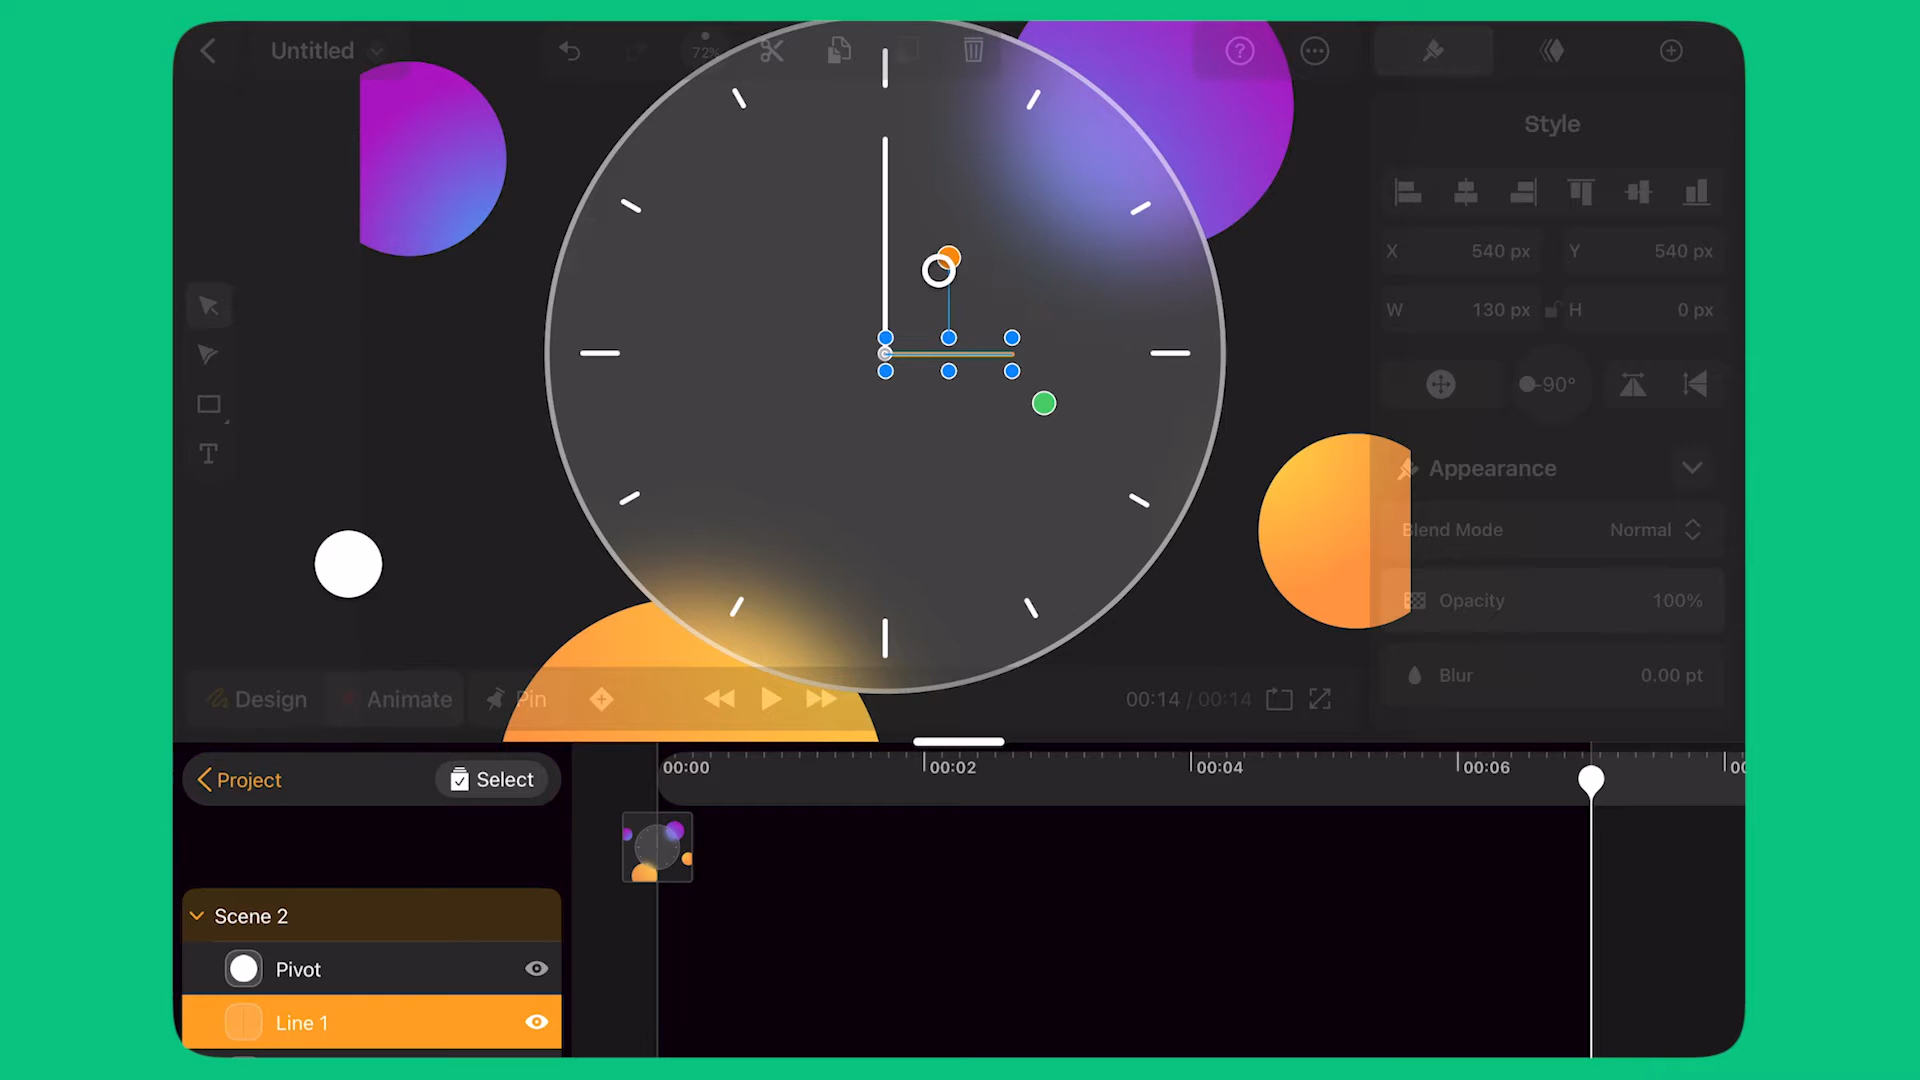 Untitled
72%
?
Style
X 540 px Y 540 px
W 130 px H 0 px
-90°
Appearance
Blend Mode Normal
Opacity 100%
Blur 0.00 pt
T
Design Animate Pin 00:14 / 00:14
Project Select
00:00 00:02 00:04 00:06 00
Scene 2
Pivot
Line 1